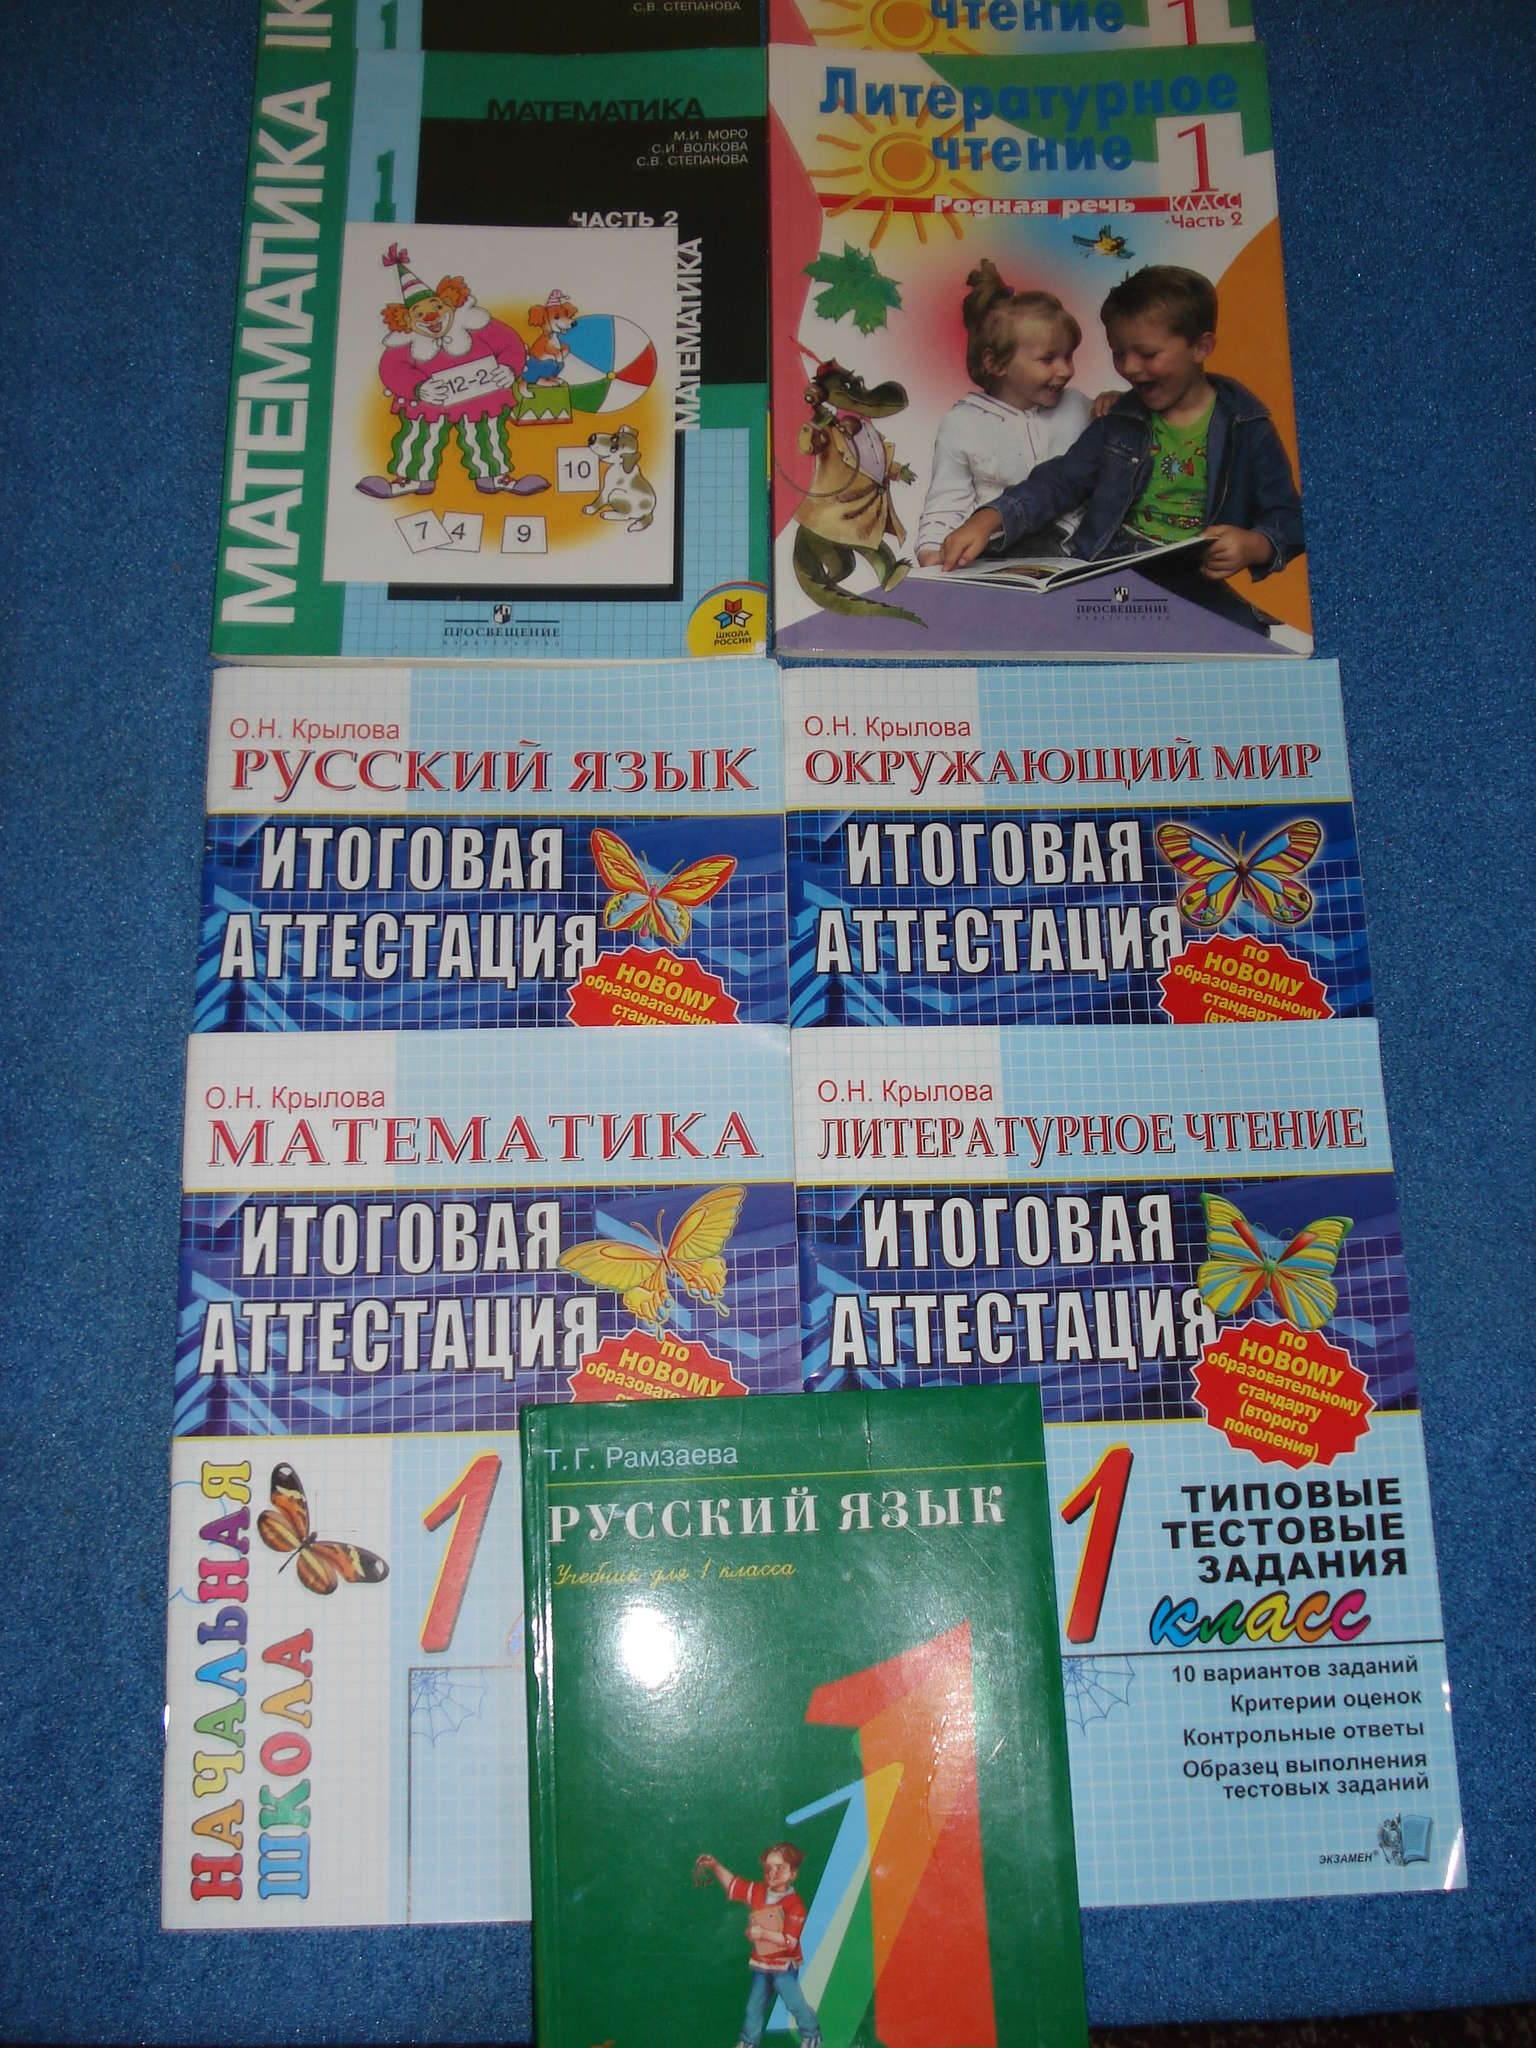 С.В. СТЕПАНОВА
1
чтение
1
МАТЕМАТИКА
1
МАТЕМАТИКА
М.И. МОРО
С.И. ВОЛКОВА
С.В. СТЕПАНОВА
ЧАСТЬ 2
МАТЕМАТИКА
12-2
10
7
4
9
ПРОСВЕЩЕНИЕ
ИЗДАТЕЛЬСТВО
ШКОЛА
РОССИИ
Литературное
чтение
1
КЛАСС
Часть 2
Родная речь
ПРОСВЕЩЕНИЕ
ИЗДАТЕЛЬСТВО
О.Н. Крылова
РУССКИЙ ЯЗЫК
ИТОГОВАЯ
АТТЕСТАЦИЯ
по
НОВОМУ
образовательному
О.Н. Крылова
ОКРУЖАЮЩИЙ МИР
ИТОГОВАЯ
АТТЕСТАЦИЯ
по
НОВОМУ
образовательному
стандарту
О.Н. Крылова
МАТЕМАТИКА
ИТОГОВАЯ
АТТЕСТАЦИЯ
по
НОВОМУ
НАЧАЛЬНАЯ
ШКОЛА
1
О.Н. Крылова
ЛИТЕРАТУРНОЕ ЧТЕНИЕ
ИТОГОВАЯ
АТТЕСТАЦИЯ
по
НОВОМУ
образовательному
стандарту
(второго
поколения)
1
ТИПОВЫЕ
ТЕСТОВЫЕ
ЗАДАНИЯ
класс
10 вариантов заданий
Критерии оценок
Контрольные ответы
Образец выполнения
тестовых заданий
ЭКЗАМЕН®
Т. Г. Рамзаева
РУССКИЙ ЯЗЫК
Учебник для 1 класса
1